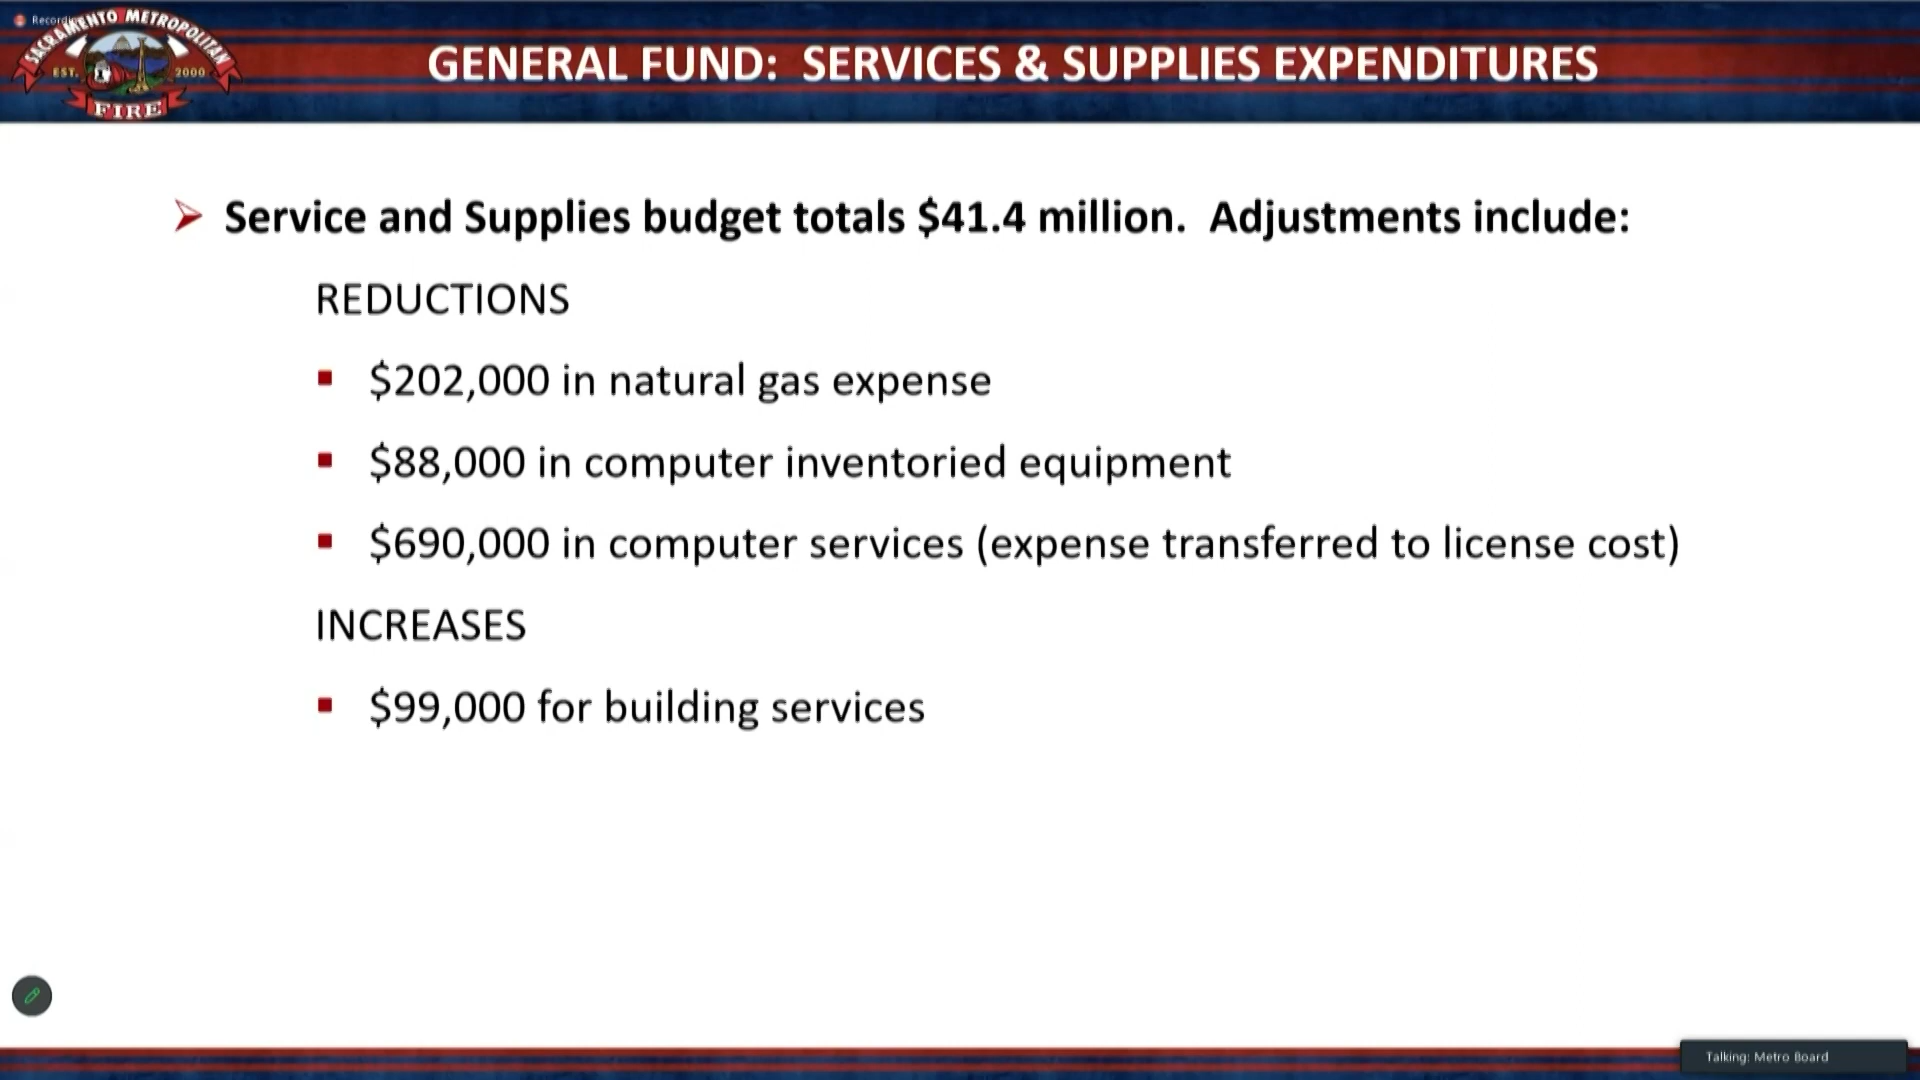 Recording
SACRAMENTO METROPOLITAN
EST. 2000
FIRE
GENERAL FUND: SERVICES & SUPPLIES EXPENDITURES
Service and Supplies budget totals $41.4 million. Adjustments include:
REDUCTIONS
$202,000 in natural gas expense
$88,000 in computer inventoried equipment
$690,000 in computer services (expense transferred to license cost)
INCREASES
$99,000 for building services
Talking: Metro Board